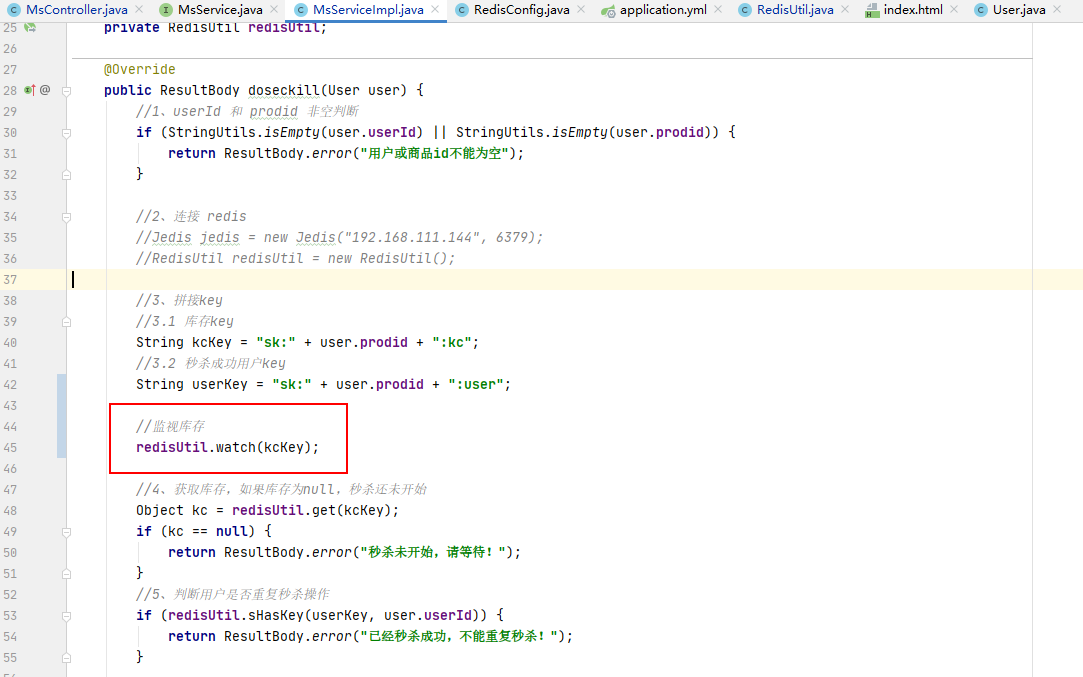 MsController.java MsService.java MsServiceImpl.java RedisConfig.java application.yml RedisUtil.java index.html User.java
25 private RedisUtil redisUtil;
26
27 @Override
28 public ResultBody doseckill(User user) {
29 //1、userId 和 prodid 非空判断
30 if (StringUtils.isEmpty(user.userId) || StringUtils.isEmpty(user.prodid)) {
31 return ResultBody.error("用户或商品id不能为空");
32 }
33
34 //2、连接 redis
35 //Jedis jedis = new Jedis("192.168.111.144", 6379);
36 //RedisUtil redisUtil = new RedisUtil();
37
38 //3、拼接key
39 //3.1 库存key
40 String kcKey = "sk:" + user.prodid + ":kc";
41 //3.2 秒杀成功用户key
42 String userKey = "sk:" + user.prodid + ":user";
43
44 //监视库存
45 redisUtil.watch(kcKey);
46
47 //4、获取库存，如果库存为null，秒杀还未开始
48 Object kc = redisUtil.get(kcKey);
49 if (kc == null) {
50 return ResultBody.error("秒杀未开始，请等待！");
51 }
52 //5、判断用户是否重复秒杀操作
53 if (redisUtil.sHasKey(userKey, user.userId)) {
54 return ResultBody.error("已经秒杀成功，不能重复秒杀！");
55 }